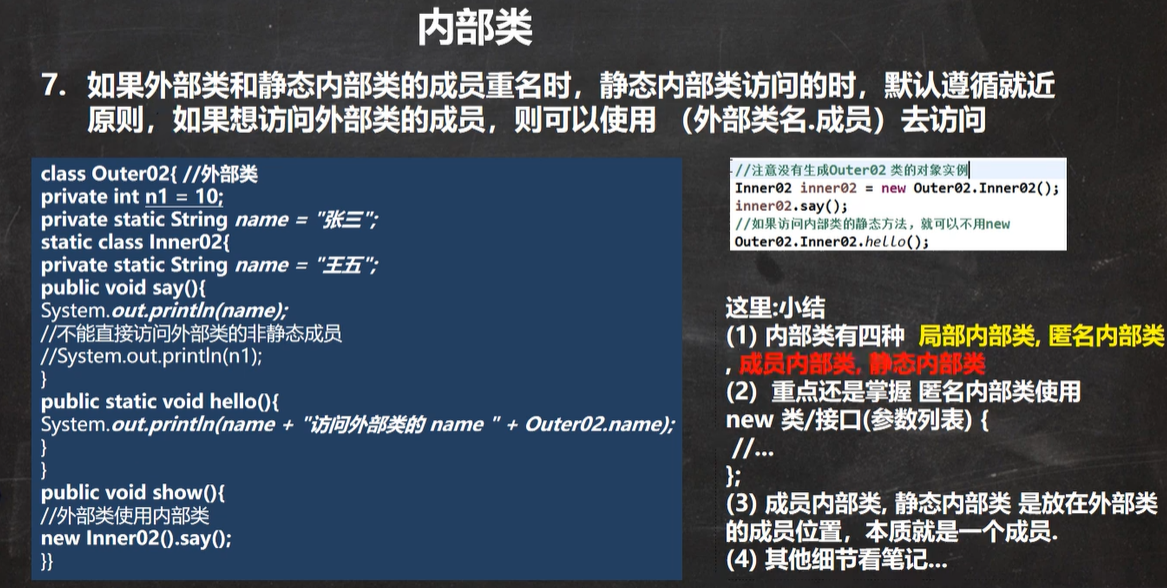 内部类
7. 如果外部类和静态内部类的成员重名时，静态内部类访问的时，默认遵循就近
原则，如果想访问外部类的成员，则可以使用 （外部类名.成员）去访问
class Outer02{ //外部类
private int n1 = 10;
private static String name = "张三";
static class Inner02{
private static String name = "王五";
public void say(){
System.out.println(name);
//不能直接访问外部类的非静态成员
//System.out.println(n1);
}
public static void hello(){
System.out.println(name + "访问外部类的 name " + Outer02.name);
}
}
public void show(){
//外部类使用内部类
new Inner02().say();
}}
//注意没有生成Outer02 类的对象实例
Inner02 inner02 = new Outer02.Inner02();
inner02.say();
//如果访问内部类的静态方法，就可以不用new
Outer02.Inner02.hello();
这里:小结
(1) 内部类有四种 局部内部类, 匿名内部类
, 成员内部类, 静态内部类
(2) 重点还是掌握 匿名内部类使用
new 类/接口(参数列表) {
//...
};
(3) 成员内部类, 静态内部类 是放在外部类
的成员位置，本质就是一个成员.
(4) 其他细节看笔记...